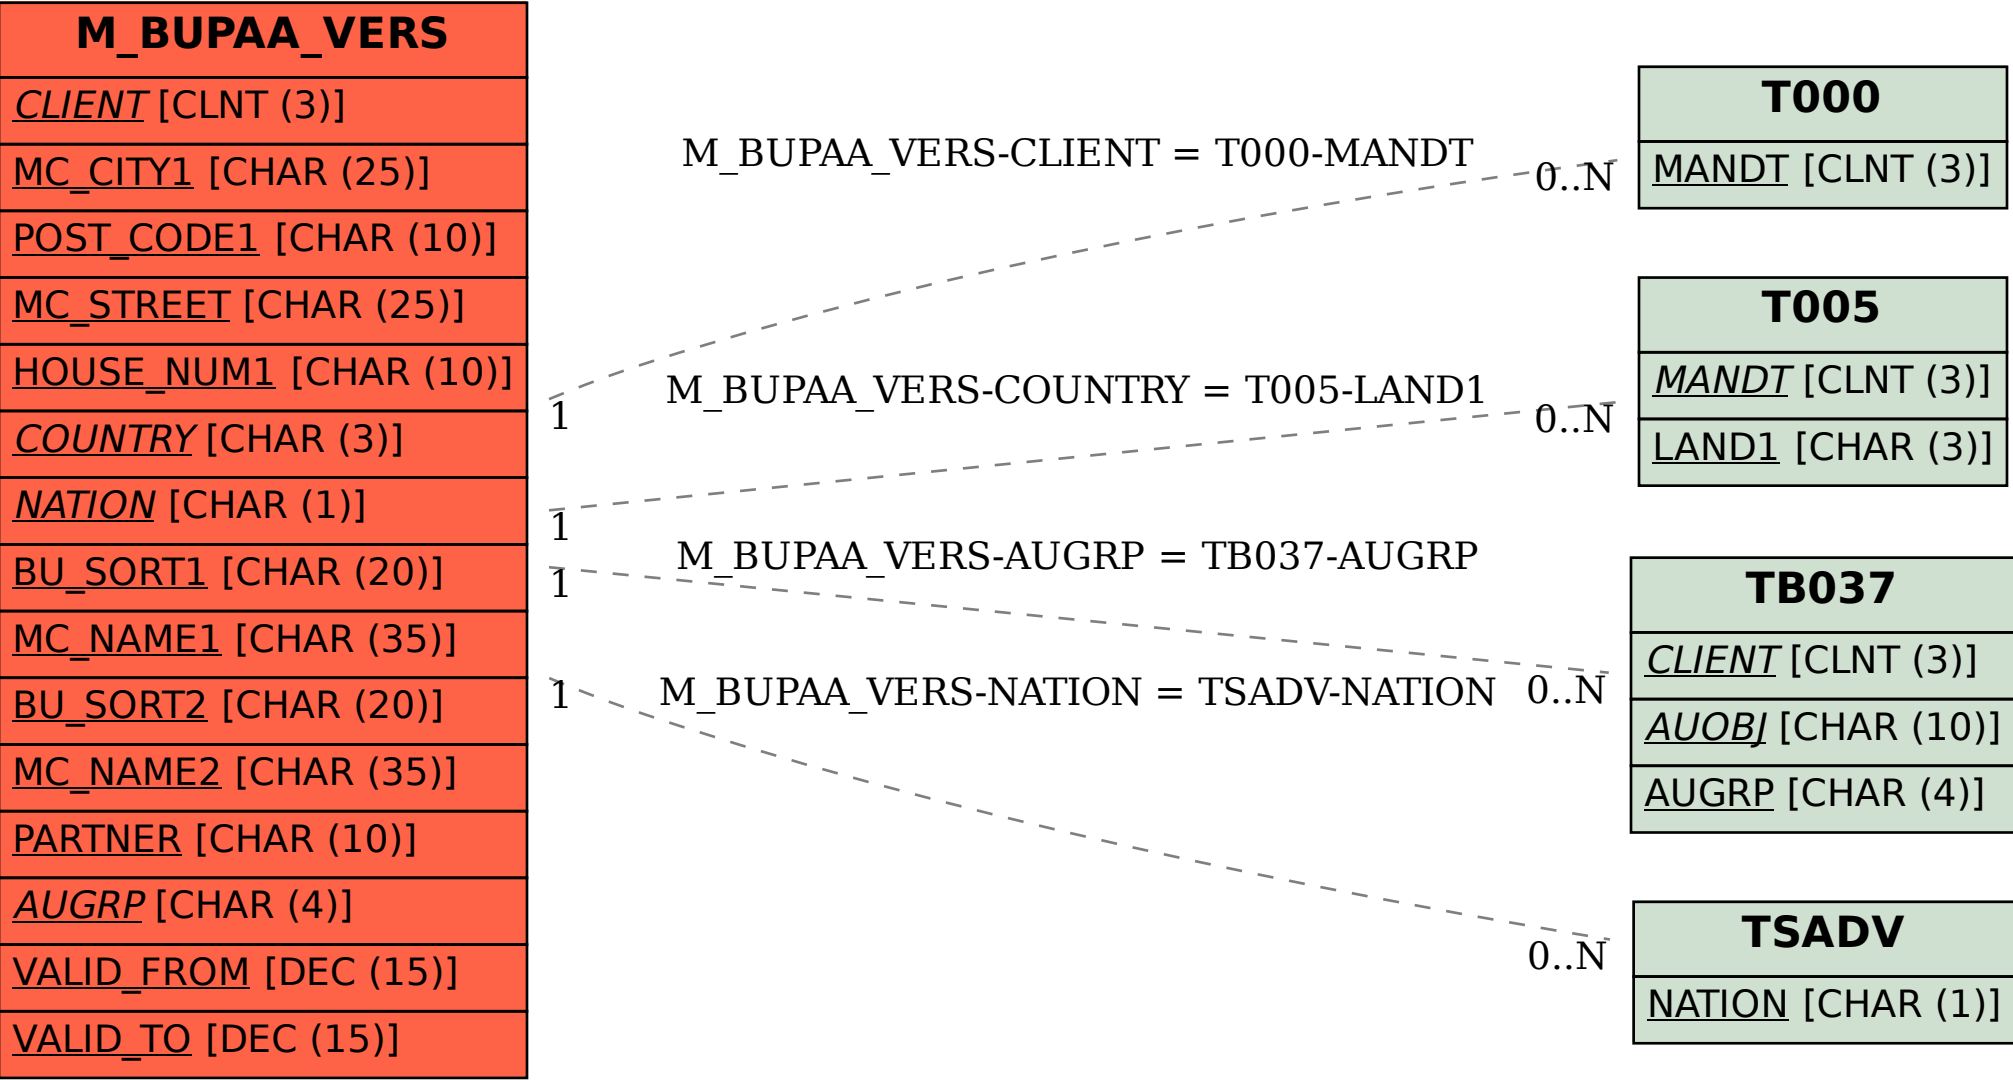 M_BUPAA_VERS
CLIENT [CLNT (3)]
MC_CITY1 [CHAR (25)]
POST_CODE1 [CHAR (10)]
MC_STREET [CHAR (25)]
HOUSE_NUM1 [CHAR (10)]
COUNTRY [CHAR (3)]
NATION [CHAR (1)]
BU_SORT1 [CHAR (20)]
MC_NAME1 [CHAR (35)]
BU_SORT2 [CHAR (20)]
MC_NAME2 [CHAR (35)]
PARTNER [CHAR (10)]
AUGRP [CHAR (4)]
VALID_FROM [DEC (15)]
VALID_TO [DEC (15)]
M_BUPAA_VERS-CLIENT = T000-MANDT
0..N
1
M_BUPAA_VERS-COUNTRY = T005-LAND1
0..N
1
M_BUPAA_VERS-AUGRP = TB037-AUGRP
1
0..N
M_BUPAA_VERS-NATION = TSADV-NATION
1
0..N
T000
MANDT [CLNT (3)]
T005
MANDT [CLNT (3)]
LAND1 [CHAR (3)]
TB037
CLIENT [CLNT (3)]
AUOBJ [CHAR (10)]
AUGRP [CHAR (4)]
TSADV
NATION [CHAR (1)]